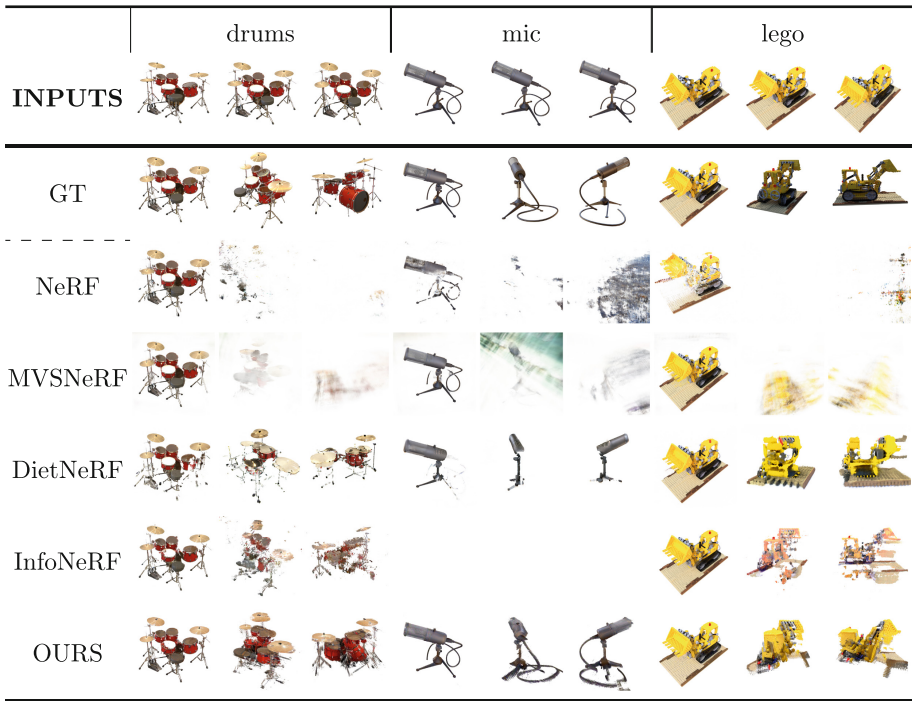 drums mic lego
INPUTS
GT
NeRF
MVSNeRF
DietNeRF
InfoNeRF
OURS